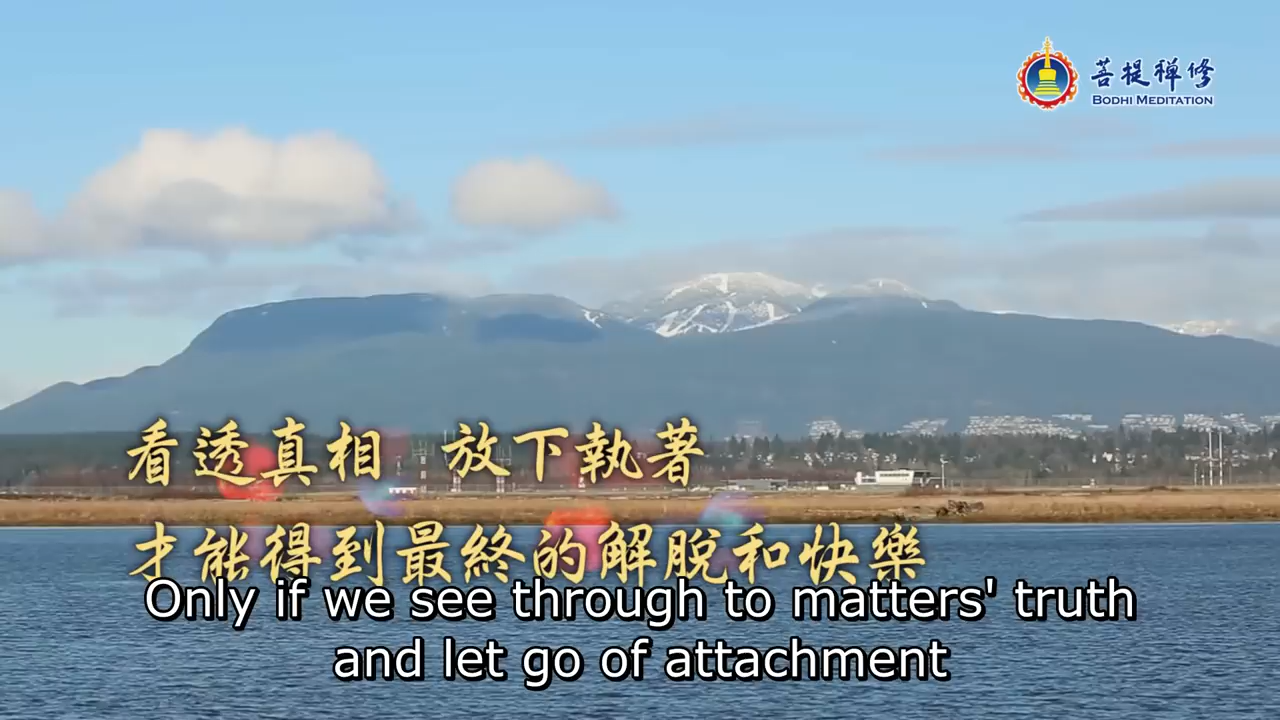 菩提禪修
BODHI MEDITATION
看透真相 放下執著
才能得到最終的解脫和快樂
Only if we see through to matters' truth
and let go of attachment